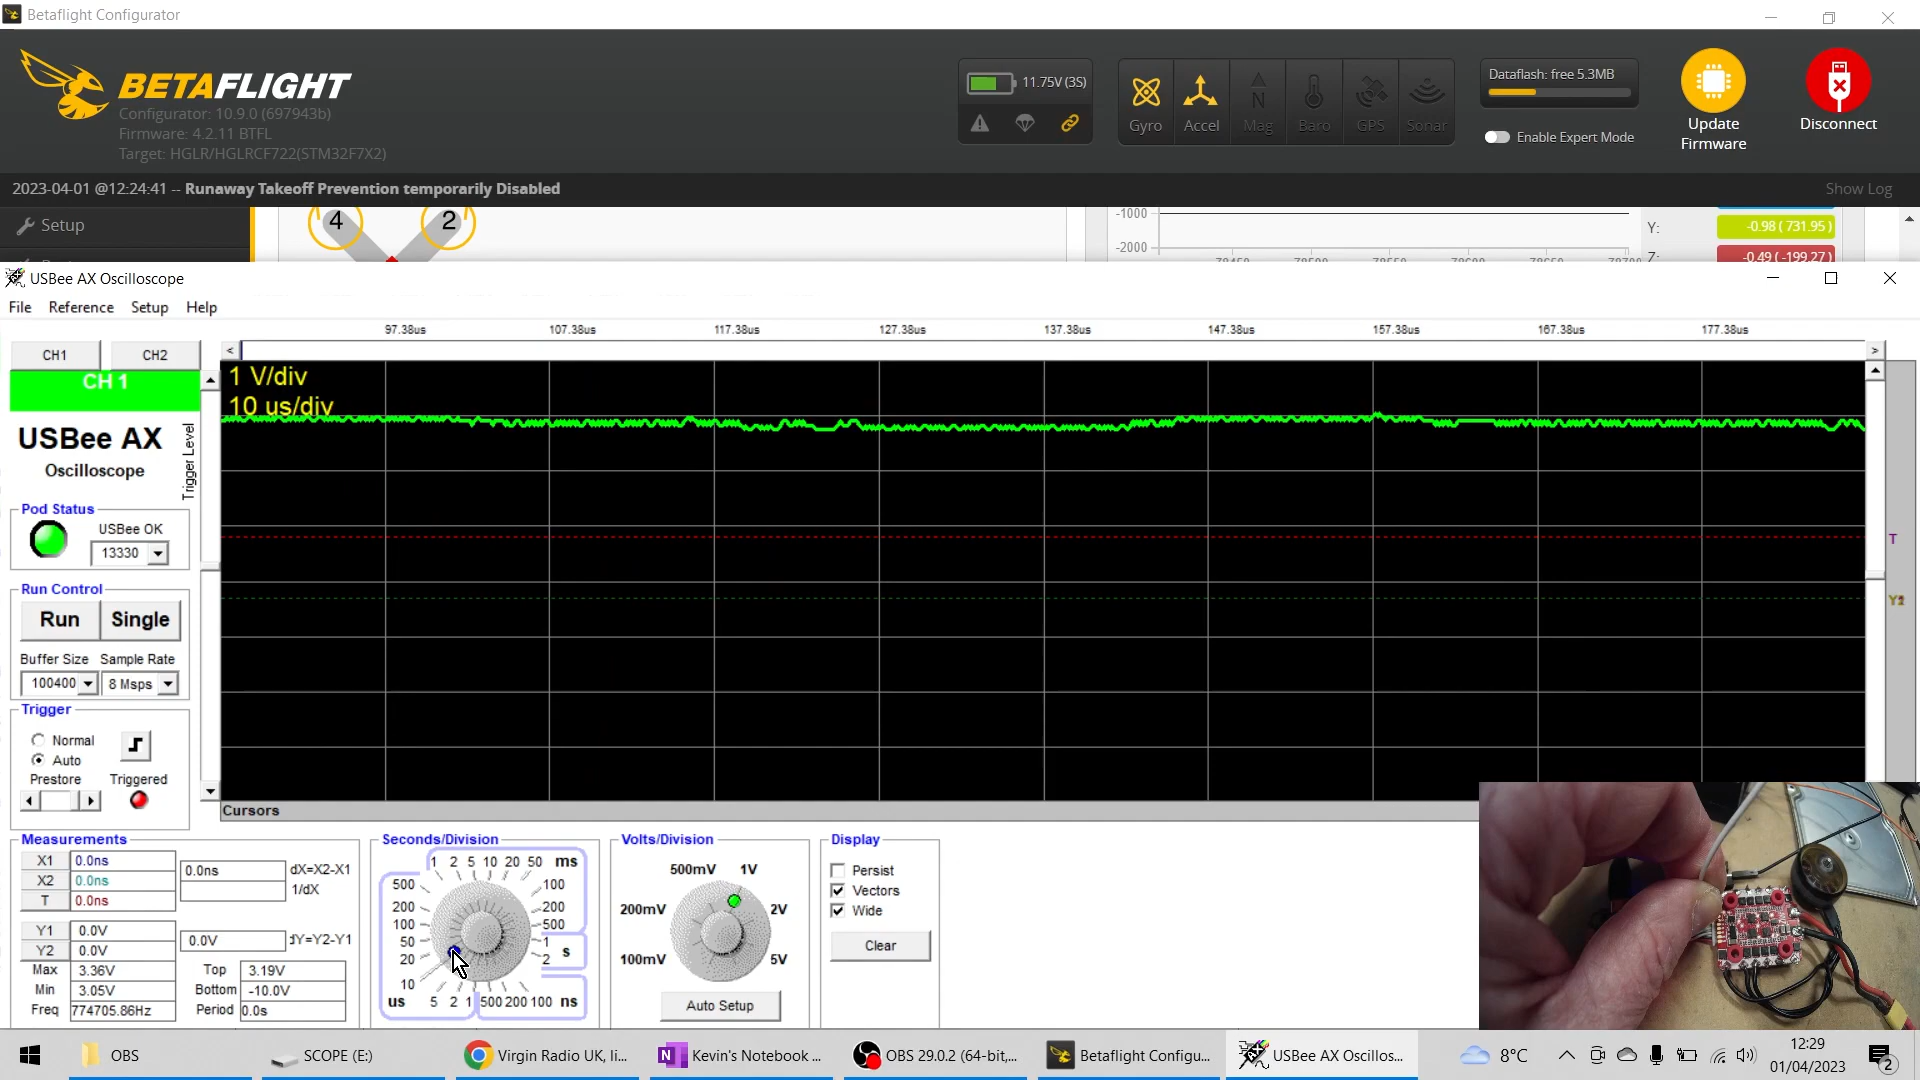 Betaflight Configurator
BETAFLIGHT
Configurator: 10.9.0 (697943b)
Firmware: 4.2.11 BTFL
Target: HGLR/HGLRCF722(STM32F7X2)
11.75V (3S)
Gyro
Accel
Mag
Baro
GPS
Sonar
Dataflash: free 5.3MB
Enable Expert Mode
Update
Firmware
Disconnect
2023-04-01 @12:24:41 -- Runaway Takeoff Prevention temporarily Disabled
Show Log
Setup
4
2
-1000
-2000
Y:
-0.98 ( 731.95 )
Z:
-0.49 ( -199.27 )
USBee AX Oscilloscope
File Reference Setup Help
97.38us 107.38us 117.38us 127.38us 137.38us 147.38us 157.38us 167.38us 177.38us
CH1 CH2
CH 1
1 V/div
10 us/div
USBee AX
Oscilloscope
Trigger Level
Pod Status
USBee OK
13330
T
Run Control
Y2
Run Single
Buffer Size Sample Rate
100400 8 Msps
Trigger
Normal
Auto
Prestore Triggered
Cursors
Measurements
X1 0.0ns
X2 0.0ns
T 0.0ns
0.0ns dX=X2-X1
1/dX
Y1 0.0V
Y2 0.0V
0.0V dY=Y2-Y1
Max 3.36V Top 3.19V
Min 3.05V Bottom -10.0V
Freq 774705.86Hz Period 0.0s
Seconds/Division
1 2 5 10 20 50 ms
500 100
200 200
100 500
50 1
20 2 s
10
us 5 2 1 500 200 100 ns
Volts/Division
500mV 1V
200mV 2V
100mV 5V
Auto Setup
Display
Persist
Vectors
Wide
Clear
OBS
SCOPE (E:)
Virgin Radio UK, li...
Kevin's Notebook ...
OBS 29.0.2 (64-bit,...
Betaflight Configu...
USBee AX Oscillos...
8°C
12:29
01/04/2023
2